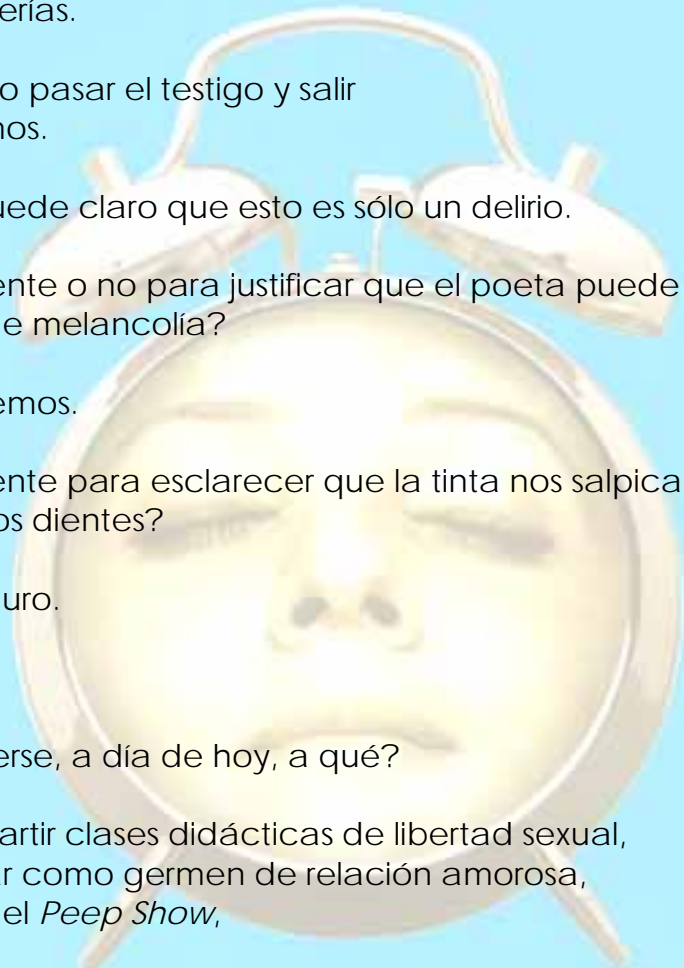 erías.
o pasar el testigo y salir
nos.
uede claro que esto es sólo un delirio.
ente o no para justificar que el poeta puede
e melancolía?
emos.
ente para esclarecer que la tinta nos salpica
os dientes?
uro.
erse, a día de hoy, a qué?
artir clases didácticas de libertad sexual,
r como germen de relación amorosa,
el Peep Show,